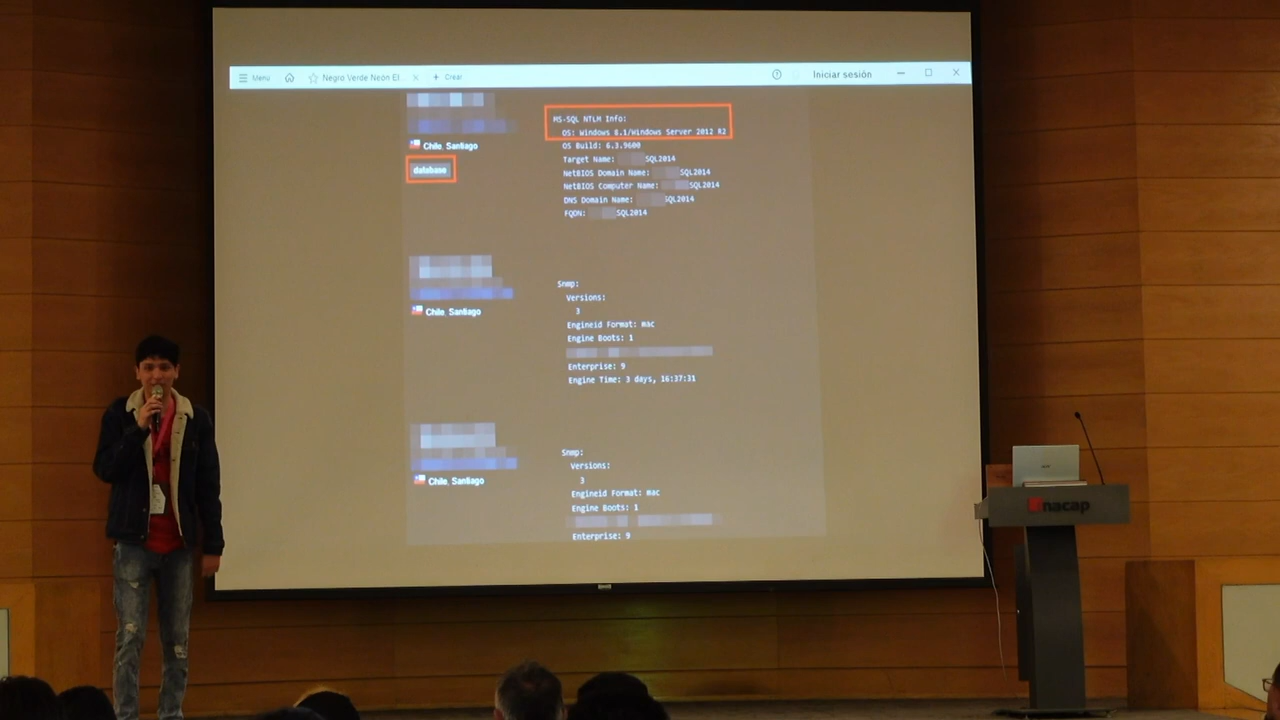 Menu
Negro Verde Neón El...
Crear
Iniciar sesión
Chile, Santiago
database
MS-SQL NTLM Info:
OS: Windows 8.1/Windows Server 2012 R2
OS Build: 6.3.9600
Target Name: SQL2014
NetBIOS Domain Name: SQL2014
NetBIOS Computer Name: SQL2014
DNS Domain Name: SQL2014
FQDN: SQL2014
Chile, Santiago
Snmp:
Versions:
3
Engineid Format: mac
Engine Boots: 1
Enterprise: 9
Engine Time: 3 days, 16:37:31
Chile, Santiago
Snmp:
Versions:
3
Engineid Format: mac
Engine Boots: 1
Enterprise: 9
inacap